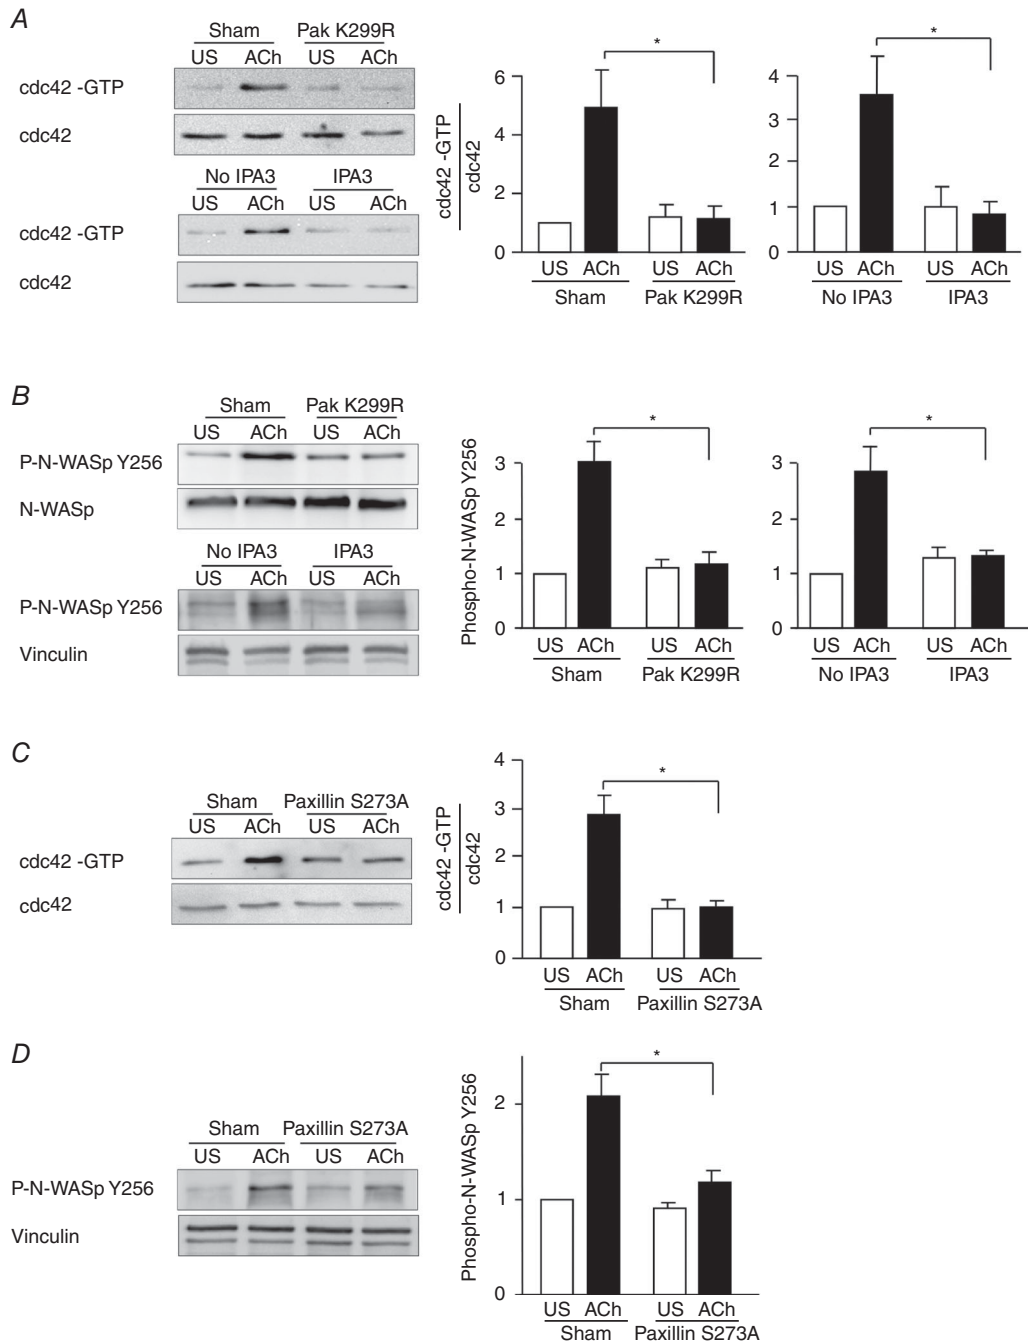 A
Sham Pak K299R
US ACh US ACh
cdc42 -GTP
cdc42
No IPA3 IPA3
US ACh US ACh
cdc42 -GTP
cdc42
cdc42 -GTP
cdc42
6
4
2
0
*
US ACh US ACh
Sham Pak K299R
4
3
2
1
0
*
US ACh US ACh
No IPA3 IPA3
B
Sham Pak K299R
US ACh US ACh
P-N-WASp Y256
N-WASp
No IPA3 IPA3
US ACh US ACh
P-N-WASp Y256
Vinculin
Phospho-N-WASp Y256
3
2
1
0
*
US ACh US ACh
Sham Pak K299R
3
2
1
0
*
US ACh US ACh
No IPA3 IPA3
C
Sham Paxillin S273A
US ACh US ACh
cdc42 -GTP
cdc42
cdc42 -GTP
cdc42
4
3
2
1
0
*
US ACh US ACh
Sham Paxillin S273A
D
Sham Paxillin S273A
US ACh US ACh
P-N-WASp Y256
Vinculin
Phospho-N-WASp Y256
2
1
0
*
US ACh US ACh
Sham Paxillin S273A